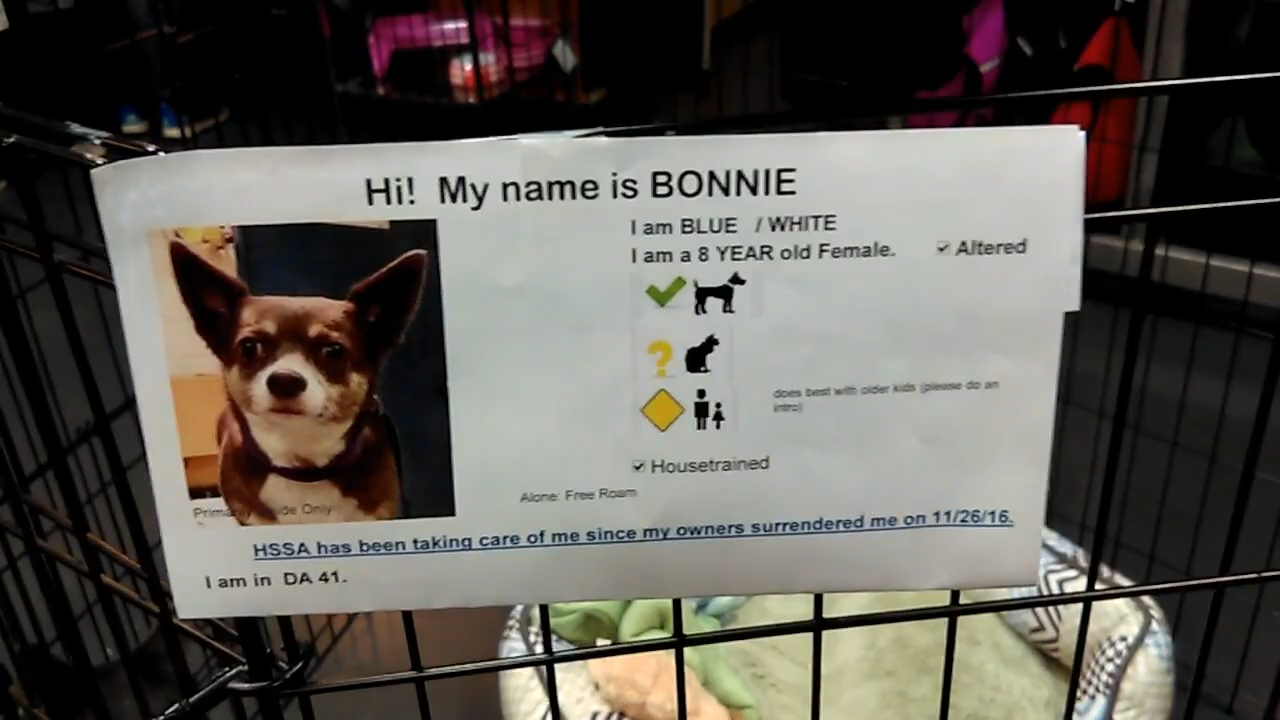 Hi! My name is BONNIE
I am BLUE / WHITE
I am a 8 YEAR old Female. Altered
?
does best with older kids (please do an
intro)
Housetrained
Alone: Free Roam
Only
HSSA has been taking care of me since my owners surrendered me on 11/26/16.
I am in DA 41.